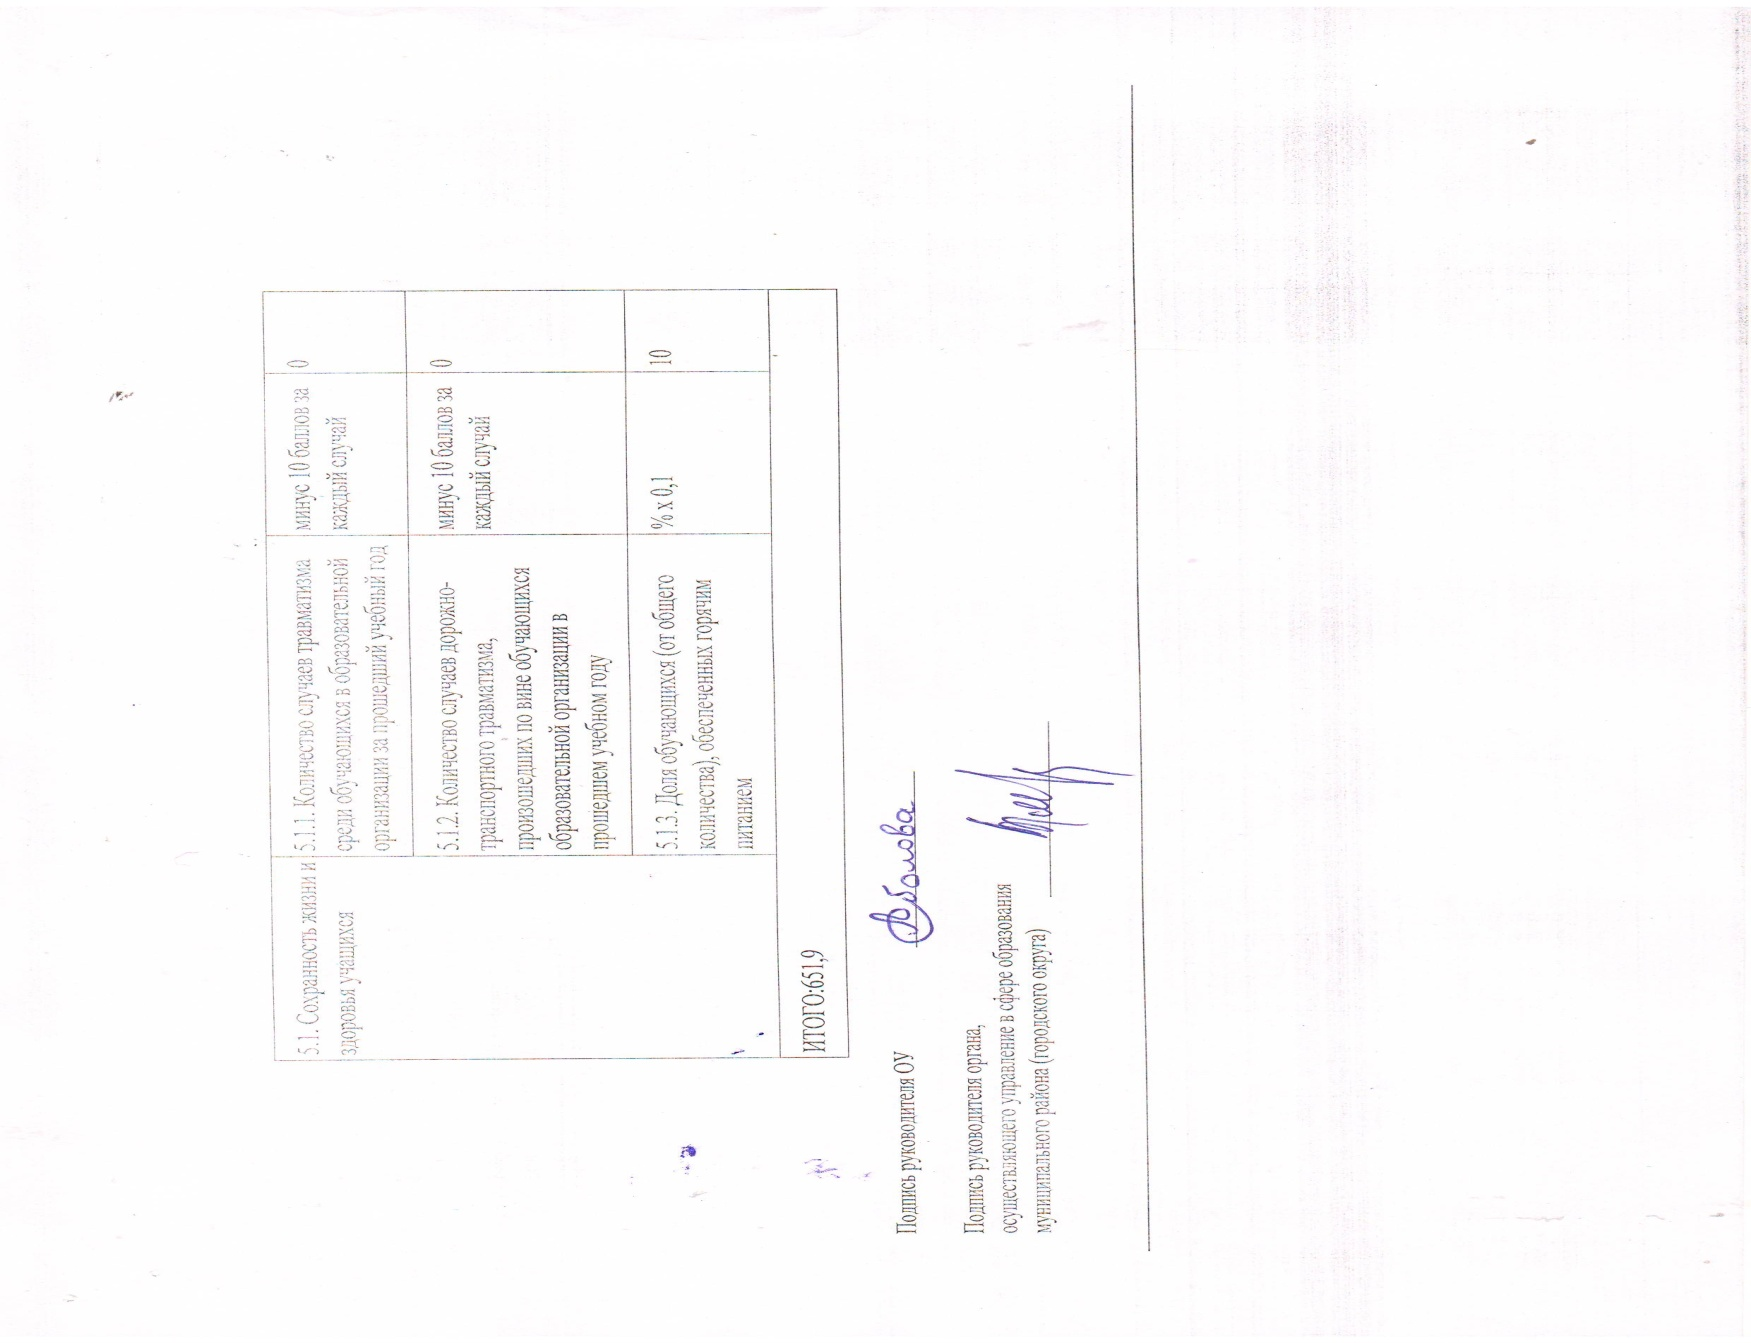 5.1. Сохранность жизни и
здоровья учащихся
5.1.1. Количество случаев травматизма
среди обучающихся в образовательной
организации за прошедший учебный год
минус 10 баллов за
каждый случай
0
5.1.2. Количество случаев дорожно-
транспортного травматизма,
произошедших по вине обучающихся
образовательной организации в
прошедшем учебном году
минус 10 баллов за
каждый случай
0
5.1.3. Доля обучающихся (от общего
количества), обеспеченных горячим
питанием
% х 0,1
10
ИТОГО:651,9
Подпись руководителя ОУ
Подпись руководителя органа,
осуществляющего управление в сфере образования
муниципального района (городского округа)